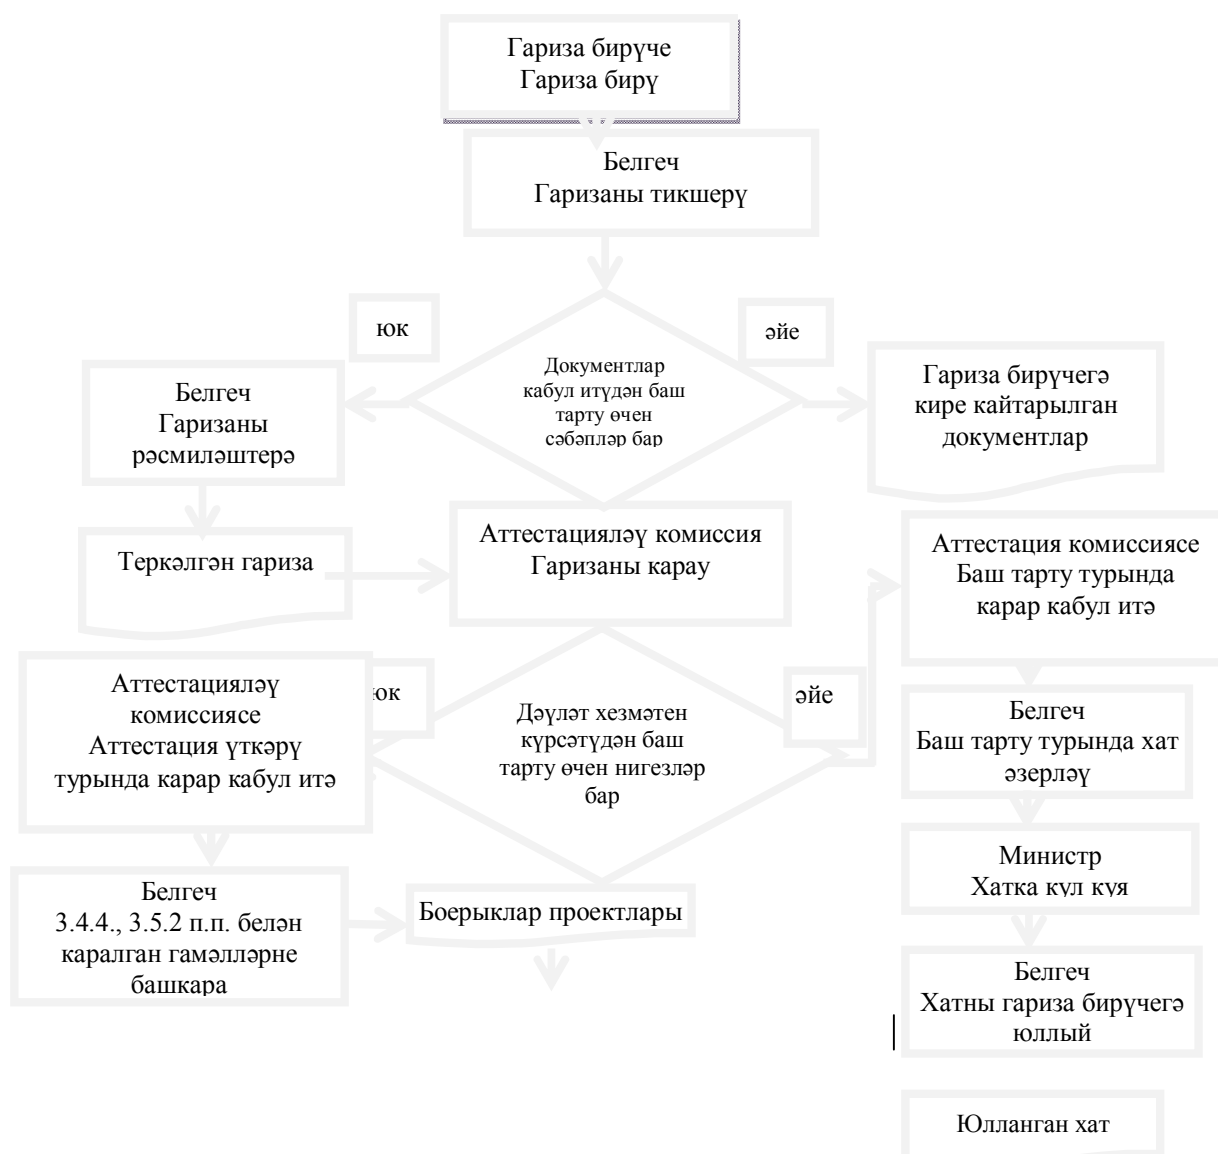 Гариза бирүче
Гариза бирү
Белгеч
Гаризаны тикшерү
юк
әйе
Документлар
кабул итүдән баш
тарту өчен
сәбәпләр бар
Белгеч
Гаризаны
рәсмиләштерә
Гариза бирүчегә
кире кайтарылган
документлар
Теркәлгән гариза
Аттестацияләү комиссия
Гаризаны карау
Аттестация комиссиясе
Баш тарту турында
карар кабул итә
Аттестацияләү
комиссиясе
Аттестация үткәрү
турында карар кабул итә
юк
Дәүләт хезмәтен
күрсәтүдән баш
тарту өчен нигезләр
бар
әйе
Белгеч
Баш тарту турында хат
әзерләү
Министр
Хатка кул куя
Белгеч
3.4.4., 3.5.2 п.п. белән
каралган гамәлләрне
башкара
Боерыклар проектлары
Белгеч
Хатны гариза бирүчегә
юллый
Юлланган хат